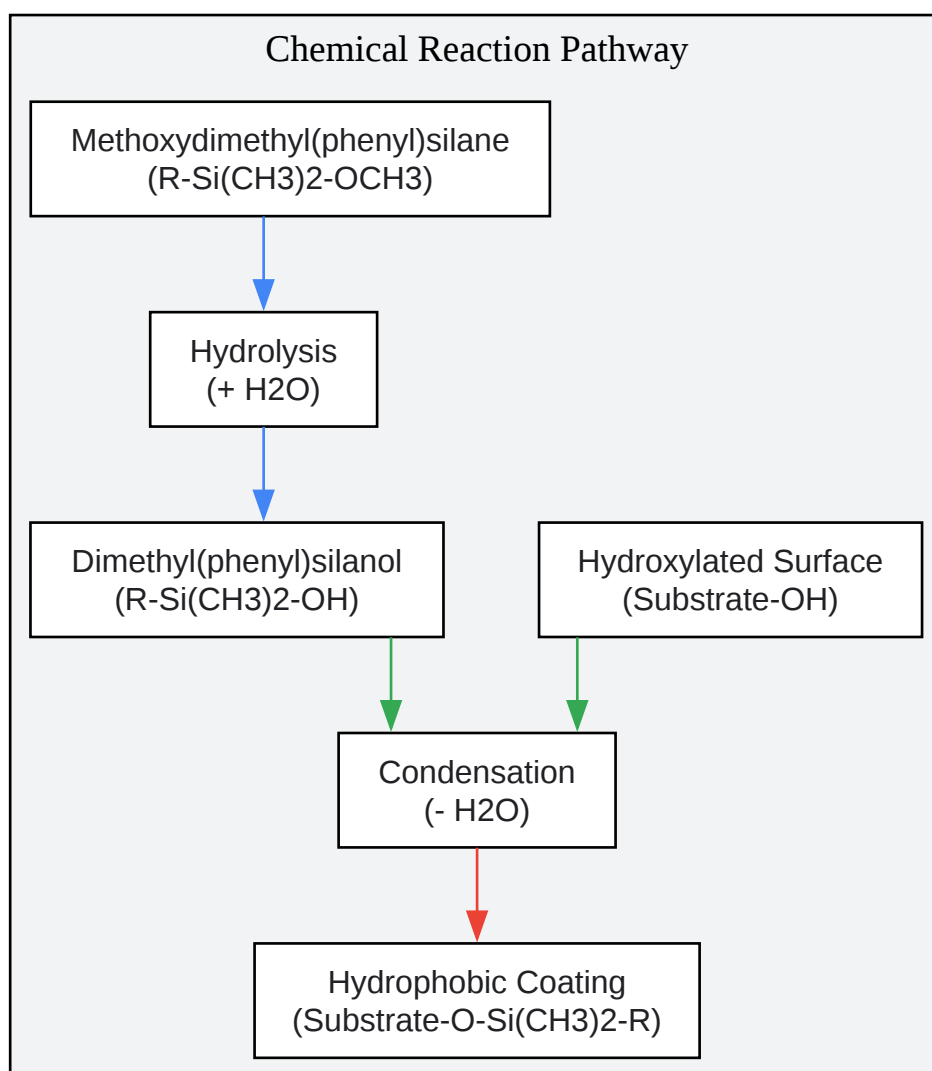 Chemical Reaction Pathway
Methoxydimethyl(phenyl)silane
(R-Si(CH3)2-OCH3)
Hydrolysis
(+ H2O)
Dimethyl(phenyl)silanol
(R-Si(CH3)2-OH)
Hydroxylated Surface
(Substrate-OH)
Condensation
(- H2O)
Hydrophobic Coating
(Substrate-O-Si(CH3)2-R)